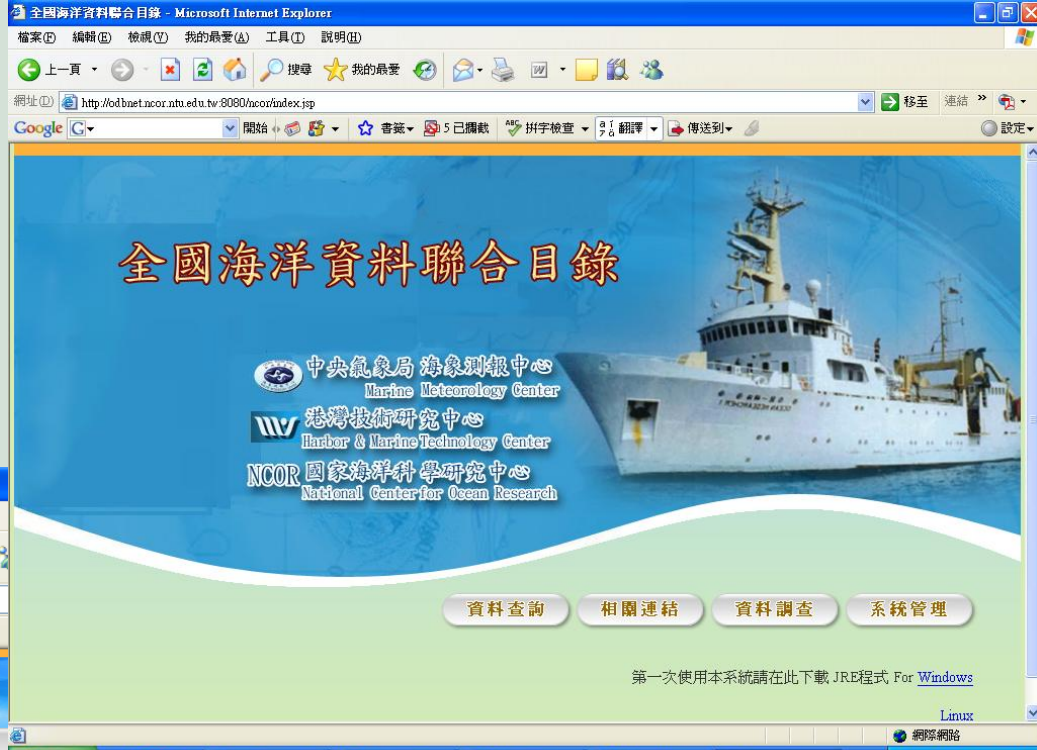 全國海洋資料聯合目錄 - Microsoft Internet Explorer
檔案(F) 編輯(E) 檢視(V) 我的最愛(A) 工具(T) 說明(H)
上一頁 搜尋 我的最愛
網址(D) http://odbnet.ncor.ntu.edu.tw:8080/ncor/index.jsp 移至 連結 »
Google G 開始 書籤 5 已攔截 ABC 拼字檢查 翻譯 傳送到 設定
全國海洋資料聯合目錄
中央氣象局 海象測報中心
Marine Meteorology Center
港灣技術研究中心
Harbor & Marine Technology Center
NCOR 國家海洋科學研究中心
National Center for Ocean Research
資料查詢 相關連結 資料調查 系統管理
第一次使用本系統請在此下載 JRE程式 For Windows
Linux
網際網路